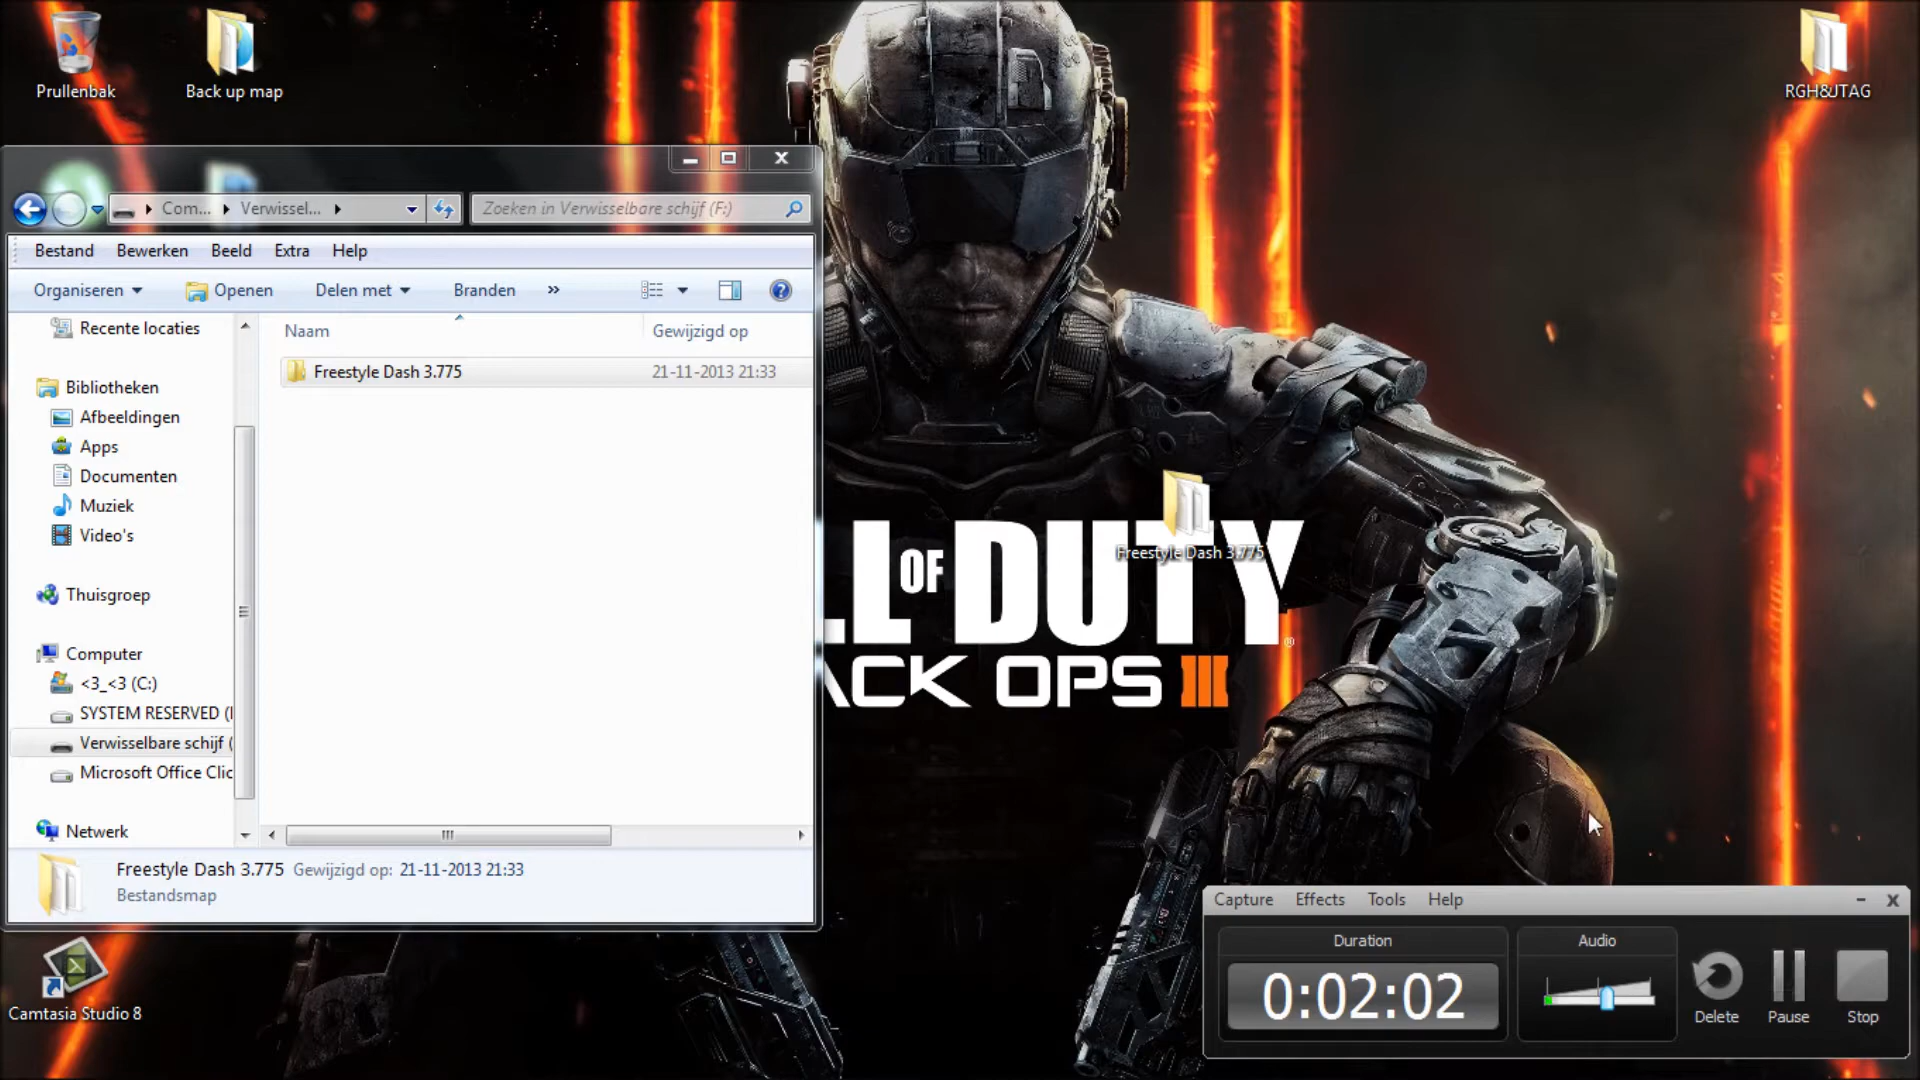 Prullenbak
Back up map
RGH&JTAG
Com... Verwissel...
Zoeken in Verwisselbare schijf (F:)
Bestand Bewerken Beeld Extra Help
Organiseren Openen Delen met Branden »
Recente locaties
Bibliotheken
Afbeeldingen
Apps
Documenten
Muziek
Video's
Thuisgroep
Computer
<3_<3 (C:)
SYSTEM RESERVED (
Verwisselbare schijf (
Microsoft Office Clic
Netwerk
Naam Gewijzigd op
Freestyle Dash 3.775 21-11-2013 21:33
Freestyle Dash 3.775 Gewijzigd op: 21-11-2013 21:33
Bestandsmap
Freestyle Dash 3.775
LL OF DUTY®
ACK OPS III
Camtasia Studio 8
Capture Effects Tools Help
Duration
0:02:02
Audio
Delete
Pause
Stop